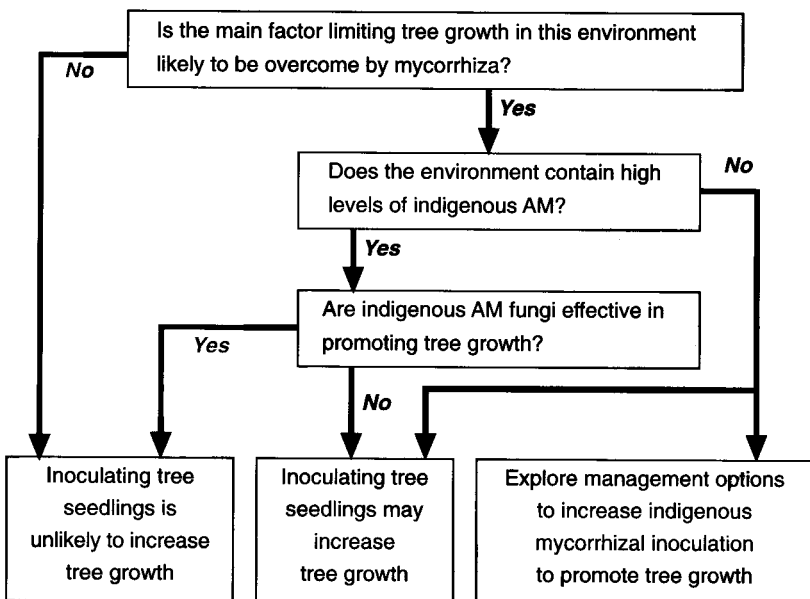 Is the main factor limiting tree growth in this environment
likely to be overcome by mycorrhiza?
No
Yes
Does the environment contain high
levels of indigenous AM?
No
Yes
Are indigenous AM fungi effective in
promoting tree growth?
Yes
No
Inoculating tree
seedlings is
unlikely to increase
tree growth
Inoculating tree
seedlings may
increase
tree growth
Explore management options
to increase indigenous
mycorrhizal inoculation
to promote tree growth